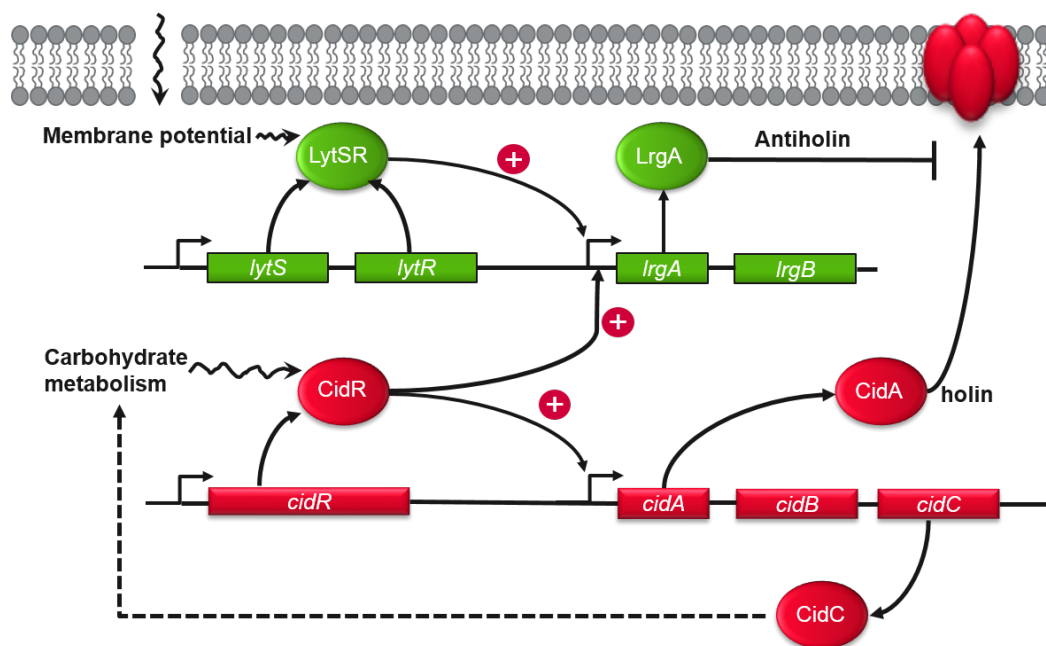 Membrane potential
LytSR
+
LrgA
Antiholin
lytS
lytR
lrgA
lrgB
+
Carbohydrate
metabolism
CidR
+
CidA
holin
cidR
cidA
cidB
cidC
CidC